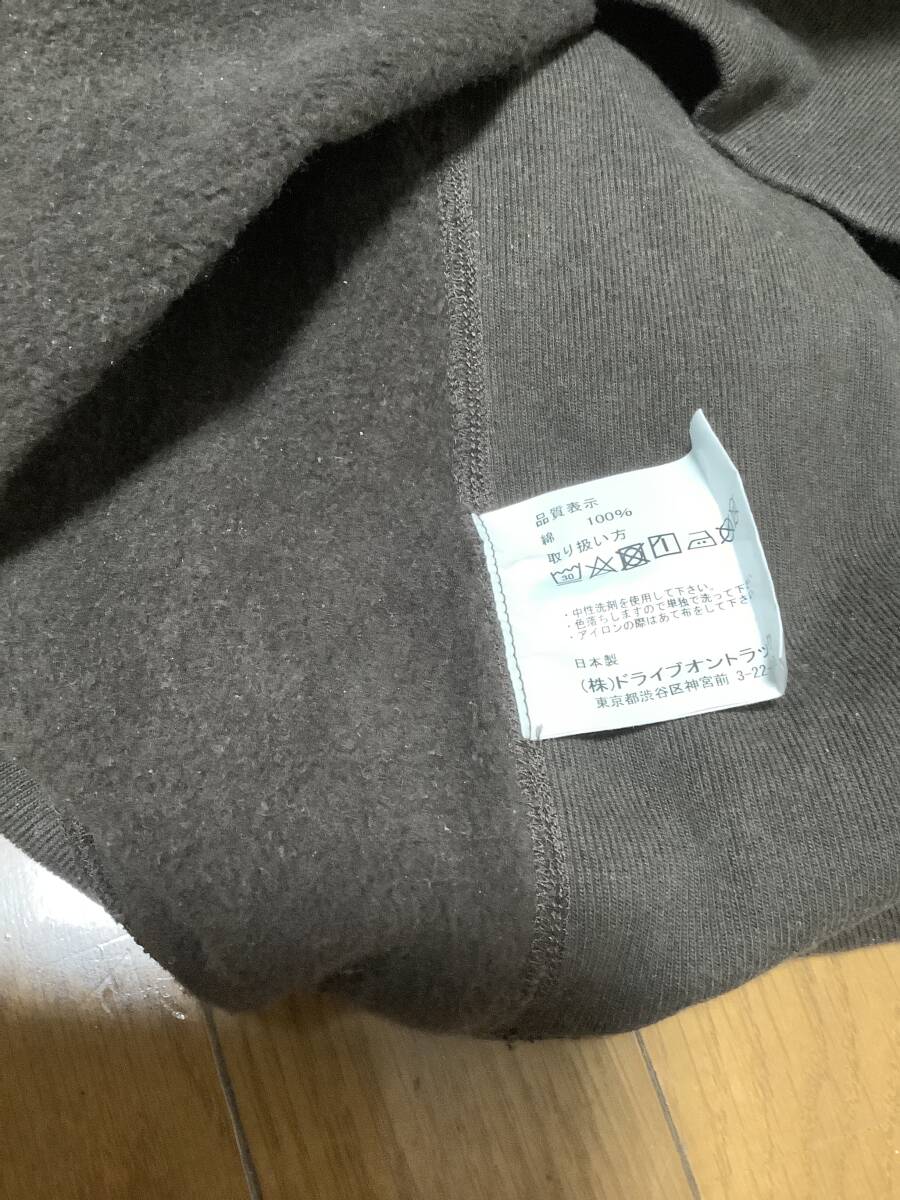 品質表示
綿 100%
取り扱い方
30
・中性洗剤を使用して下さい。
・色落ちしますので単独で洗って下
・アイロンの際はあて布をして下さい
日本製
(株)ドライブオントラッ
東京都渋谷区神宮前 3-22-